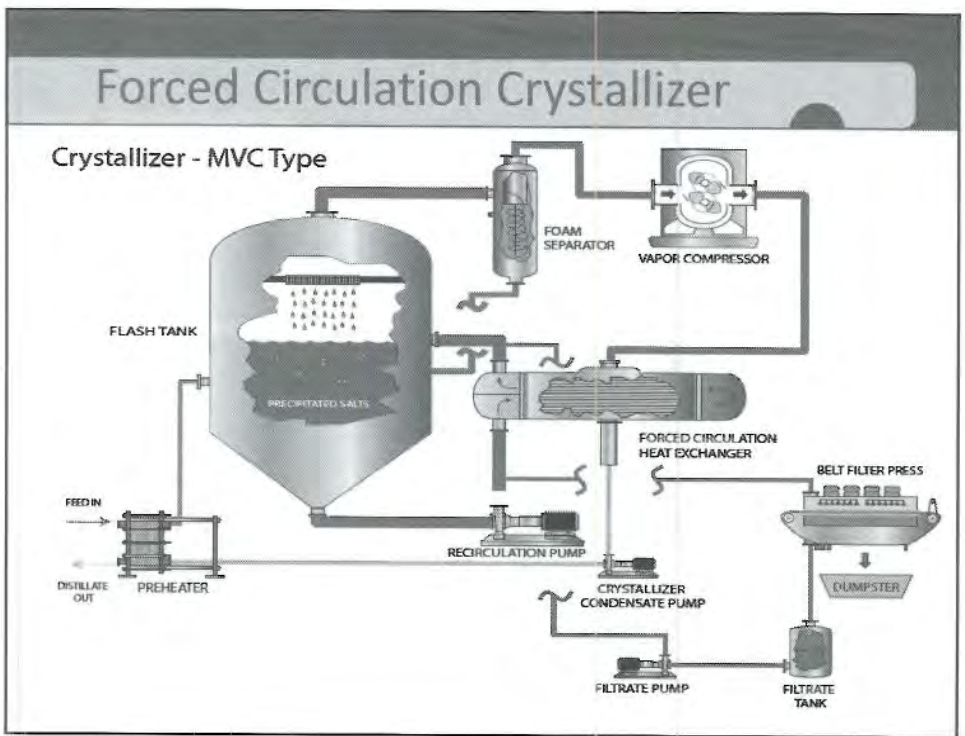 Forced Circulation Crystallizer
Crystallizer - MVC Type
FOAM
SEPARATOR
VAPOR COMPRESSOR
FLASH TANK
PRECIPITATED SALTS
FORCED CIRCULATION
HEAT EXCHANGER
BELT FILTER PRESS
FEED IN
RECIRCULATION PUMP
DISTILLATE
OUT
PREHEATER
CRYSTALLIZER
CONDENSATE PUMP
DUMPSTER
FILTRATE PUMP
FILTRATE
TANK